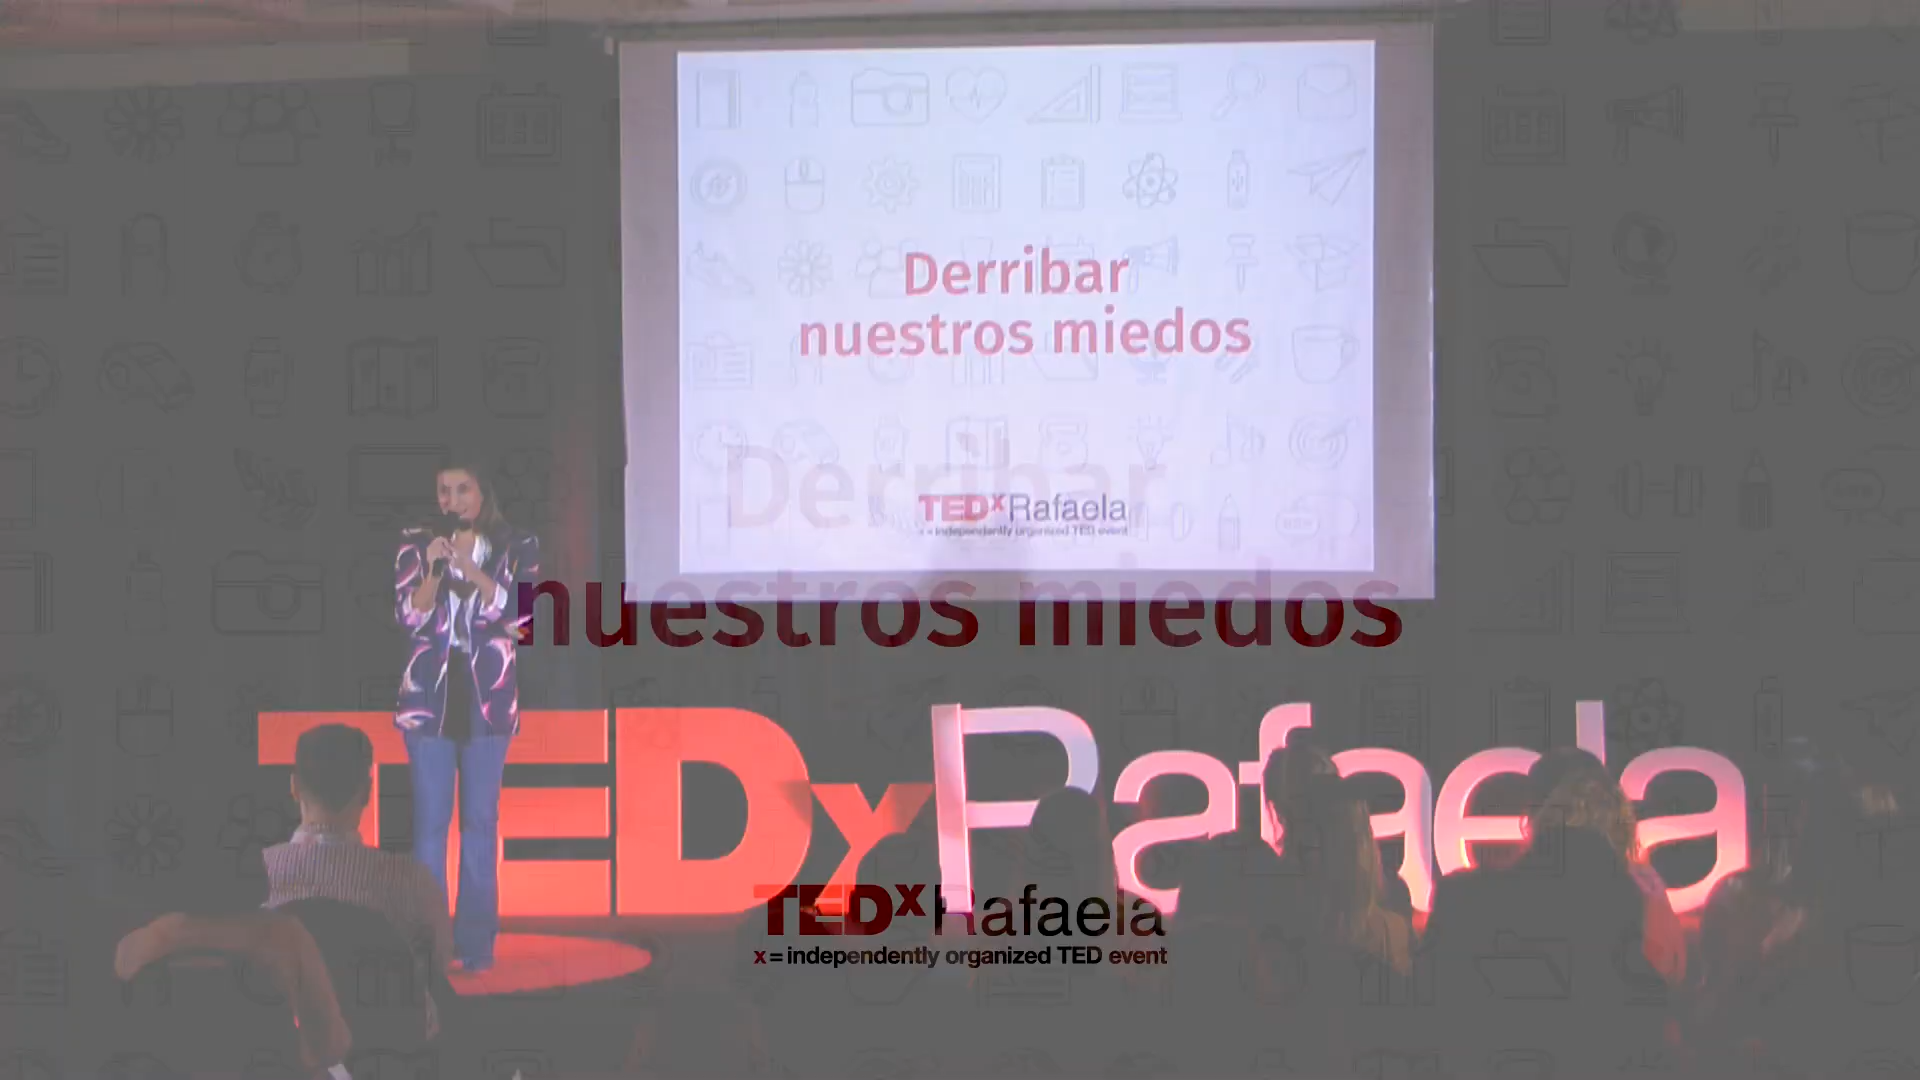 Derribar
nuestros miedos
TEDxRafaela
x = independently organized TED event
Derribar
nuestros miedos
TEDxRafaela
TEDxRafaela
x = independently organized TED event